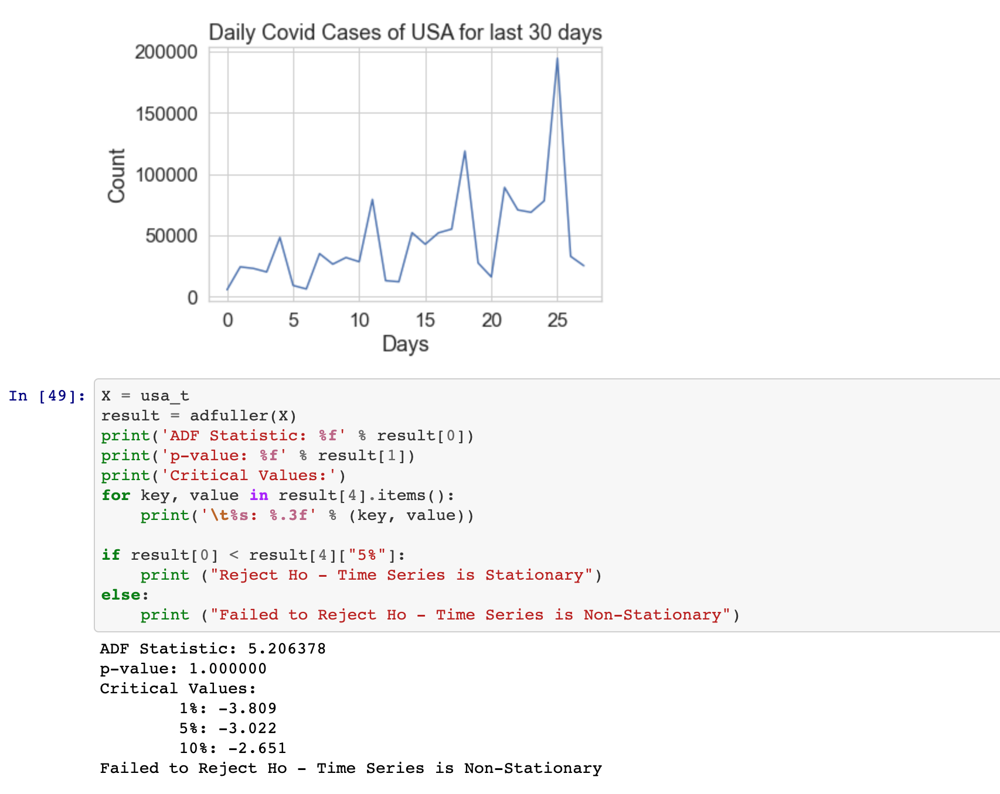 Daily Covid Cases of USA for last 30 days
200000
150000
100000
50000
0
Count
0 5 10 15 20 25
Days
In [49]:
X = usa_t
result = adfuller(X)
print('ADF Statistic: %f' % result[0])
print('p-value: %f' % result[1])
print('Critical Values:')
for key, value in result[4].items():
    print('\t%s: %.3f' % (key, value))
if result[0] < result[4]["5%"]:
    print ("Reject Ho - Time Series is Stationary")
else:
    print ("Failed to Reject Ho - Time Series is Non-Stationary")
ADF Statistic: 5.206378
p-value: 1.000000
Critical Values:
        1%: -3.809
        5%: -3.022
        10%: -2.651
Failed to Reject Ho - Time Series is Non-Stationary